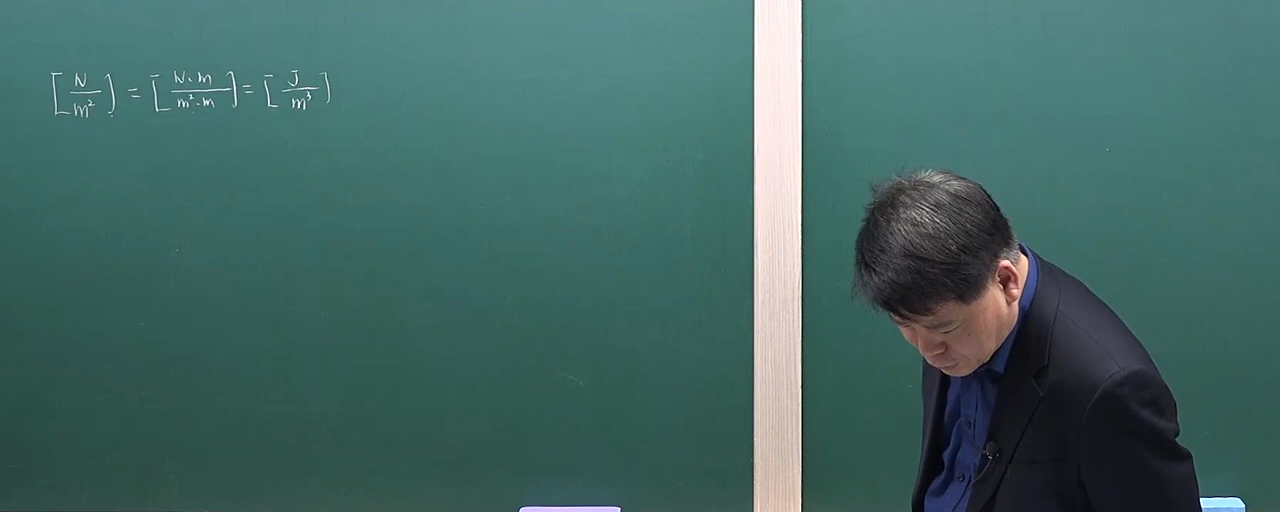 [N/m²] = [N·m/m²·m] = [J/m³]